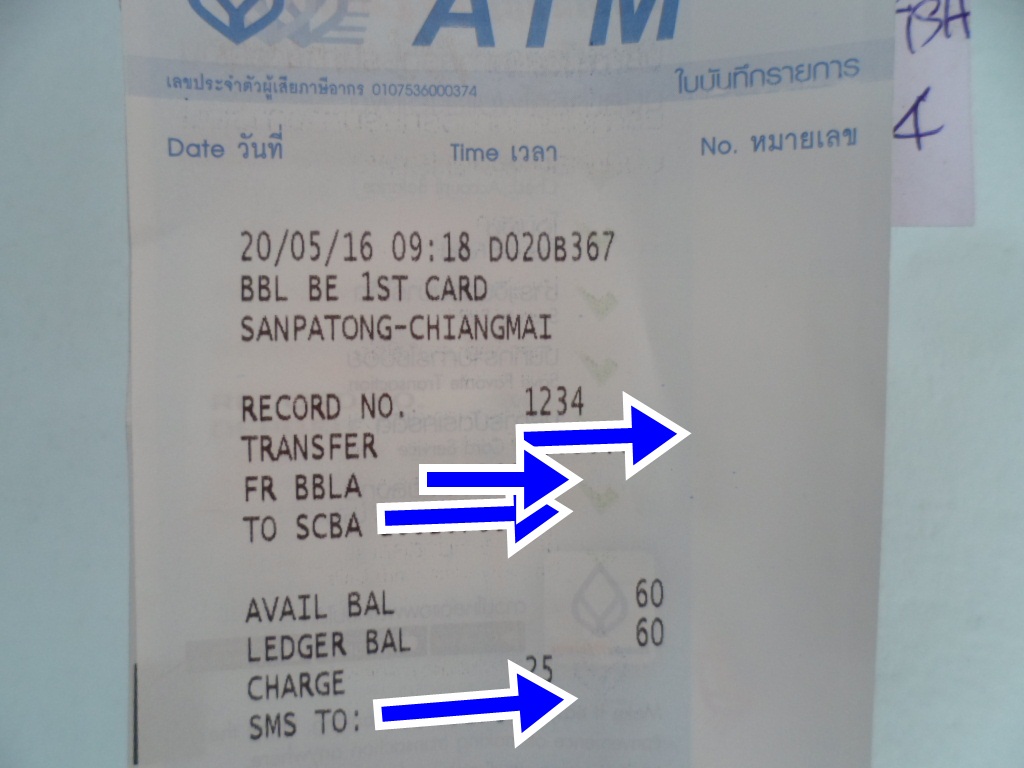 ATM
เลขประจำตัวผู้เสียภาษีอากร 0107536000374
ใบบันทึกรายการ
Date วันที่ Time เวลา No. หมายเลข
20/05/16 09:18 D020B367
BBL BE 1ST CARD
SANPATONG-CHIANGMAI
RECORD NO. 1234
TRANSFER
FR BBLA
TO SCBA
AVAIL BAL 60
LEDGER BAL 60
CHARGE 25
SMS TO:
4